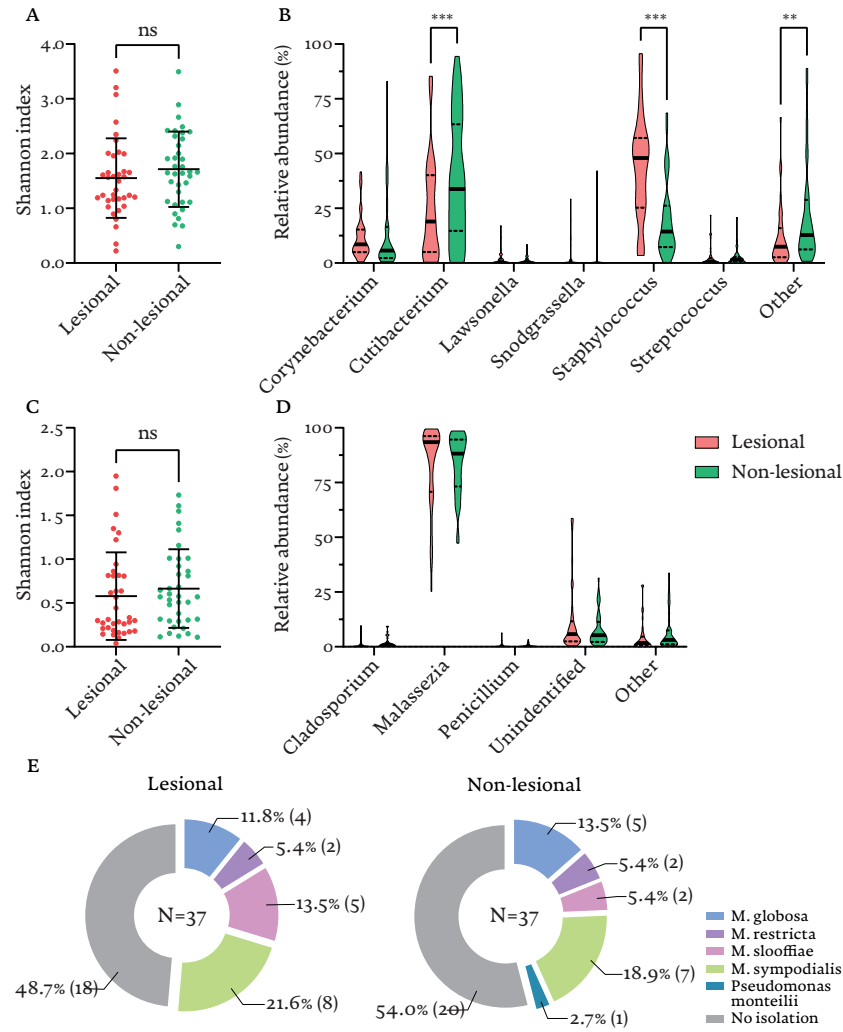 A
ns
Shannon index
4.0
3.0
2.0
1.0
0.0
Lesional
Non-lesional
B
***
***
**
Relative abundance (%)
100
75
50
25
0
Corynebacterium
Cutibacterium
Lawsonella
Snodgrassella
Staphylococcus
Streptococcus
Other
C
ns
Shannon index
2.5
2.0
1.5
1.0
0.5
0.0
Lesional
Non-lesional
D
Relative abundance (%)
100
75
50
25
0
Cladosporium
Malassezia
Penicillium
Unindentified
Other
Lesional
Non-lesional
E
Lesional
11.8% (4)
5.4% (2)
13.5% (5)
21.6% (8)
48.7% (18)
N=37
Non-lesional
13.5% (5)
5.4% (2)
5.4% (2)
18.9% (7)
2.7% (1)
54.0% (20)
N=37
M. globosa
M. restricta
M. slooffiae
M. sympodialis
Pseudomonas
monteilii
No isolation